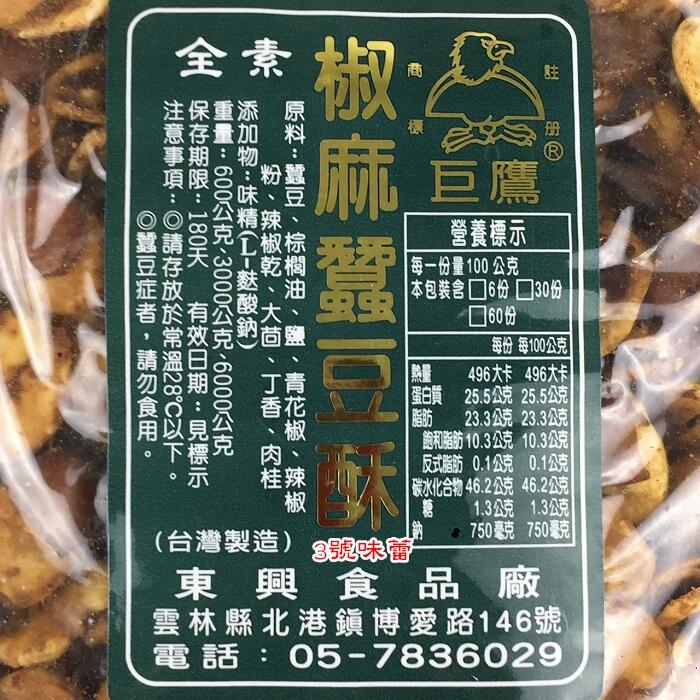 商標
註册
®
巨鷹
椒麻蠶豆酥
全素
原料：蠶豆、棕櫚油、鹽、青花椒、辣椒
粉、辣椒乾、大茴、丁香、肉桂
添加物：味精(L-麩酸鈉)
重量：600公克、3000公克、6000公克
保存期限：180天 有效日期：見標示
注意事項：◎請存放於常溫28℃以下。
◎蠶豆症者，請勿食用。
營養標示
每一份量100公克
本包裝含□6份□30份
□60份
每份 每100公克
熱量 496大卡 496大卡
蛋白質 25.5公克 25.5公克
脂肪 23.3公克 23.3公克
飽和脂肪 10.3公克 10.3公克
反式脂肪 0.1公克 0.1公克
碳水化合物 46.2公克 46.2公克
糖 1.3公克 1.3公克
鈉 750毫克 750毫克
(台灣製造)
3號味蕾
東興食品廠
雲林縣北港鎮博愛路146號
電話：05-7836029